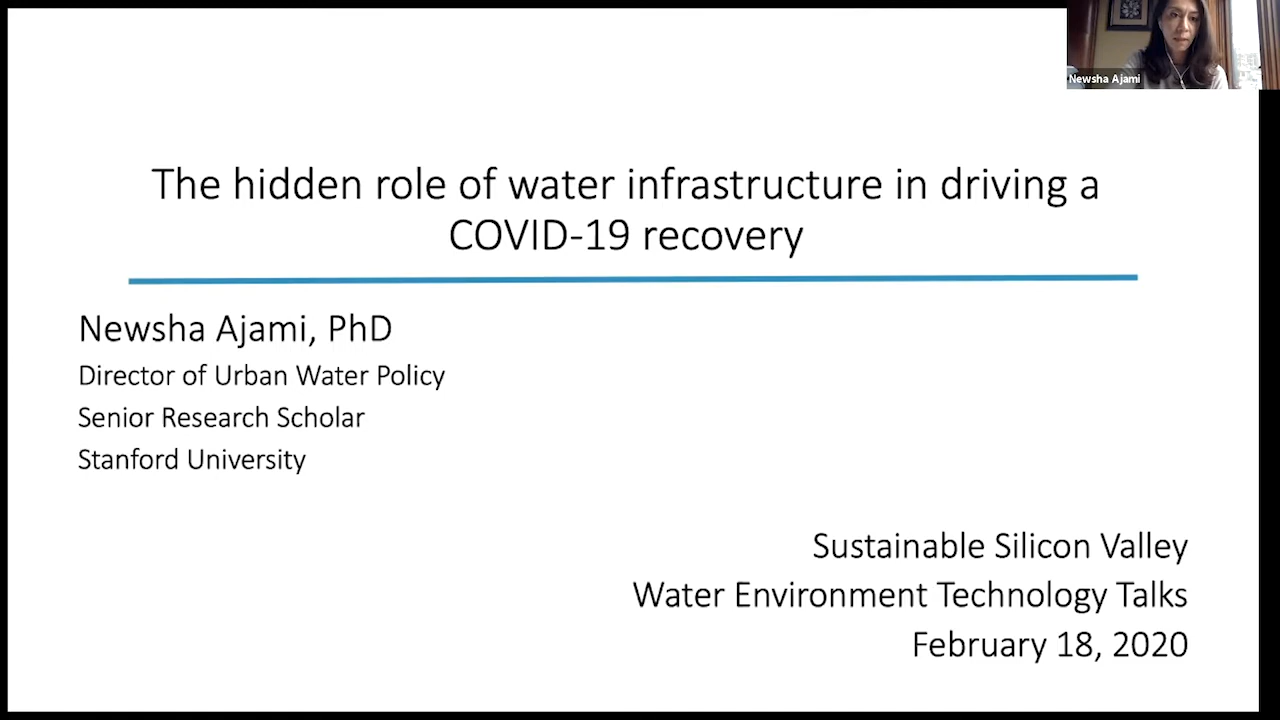 Newsha Ajami
The hidden role of water infrastructure in driving a
COVID-19 recovery
Newsha Ajami, PhD
Director of Urban Water Policy
Senior Research Scholar
Stanford University
Sustainable Silicon Valley
Water Environment Technology Talks
February 18, 2020